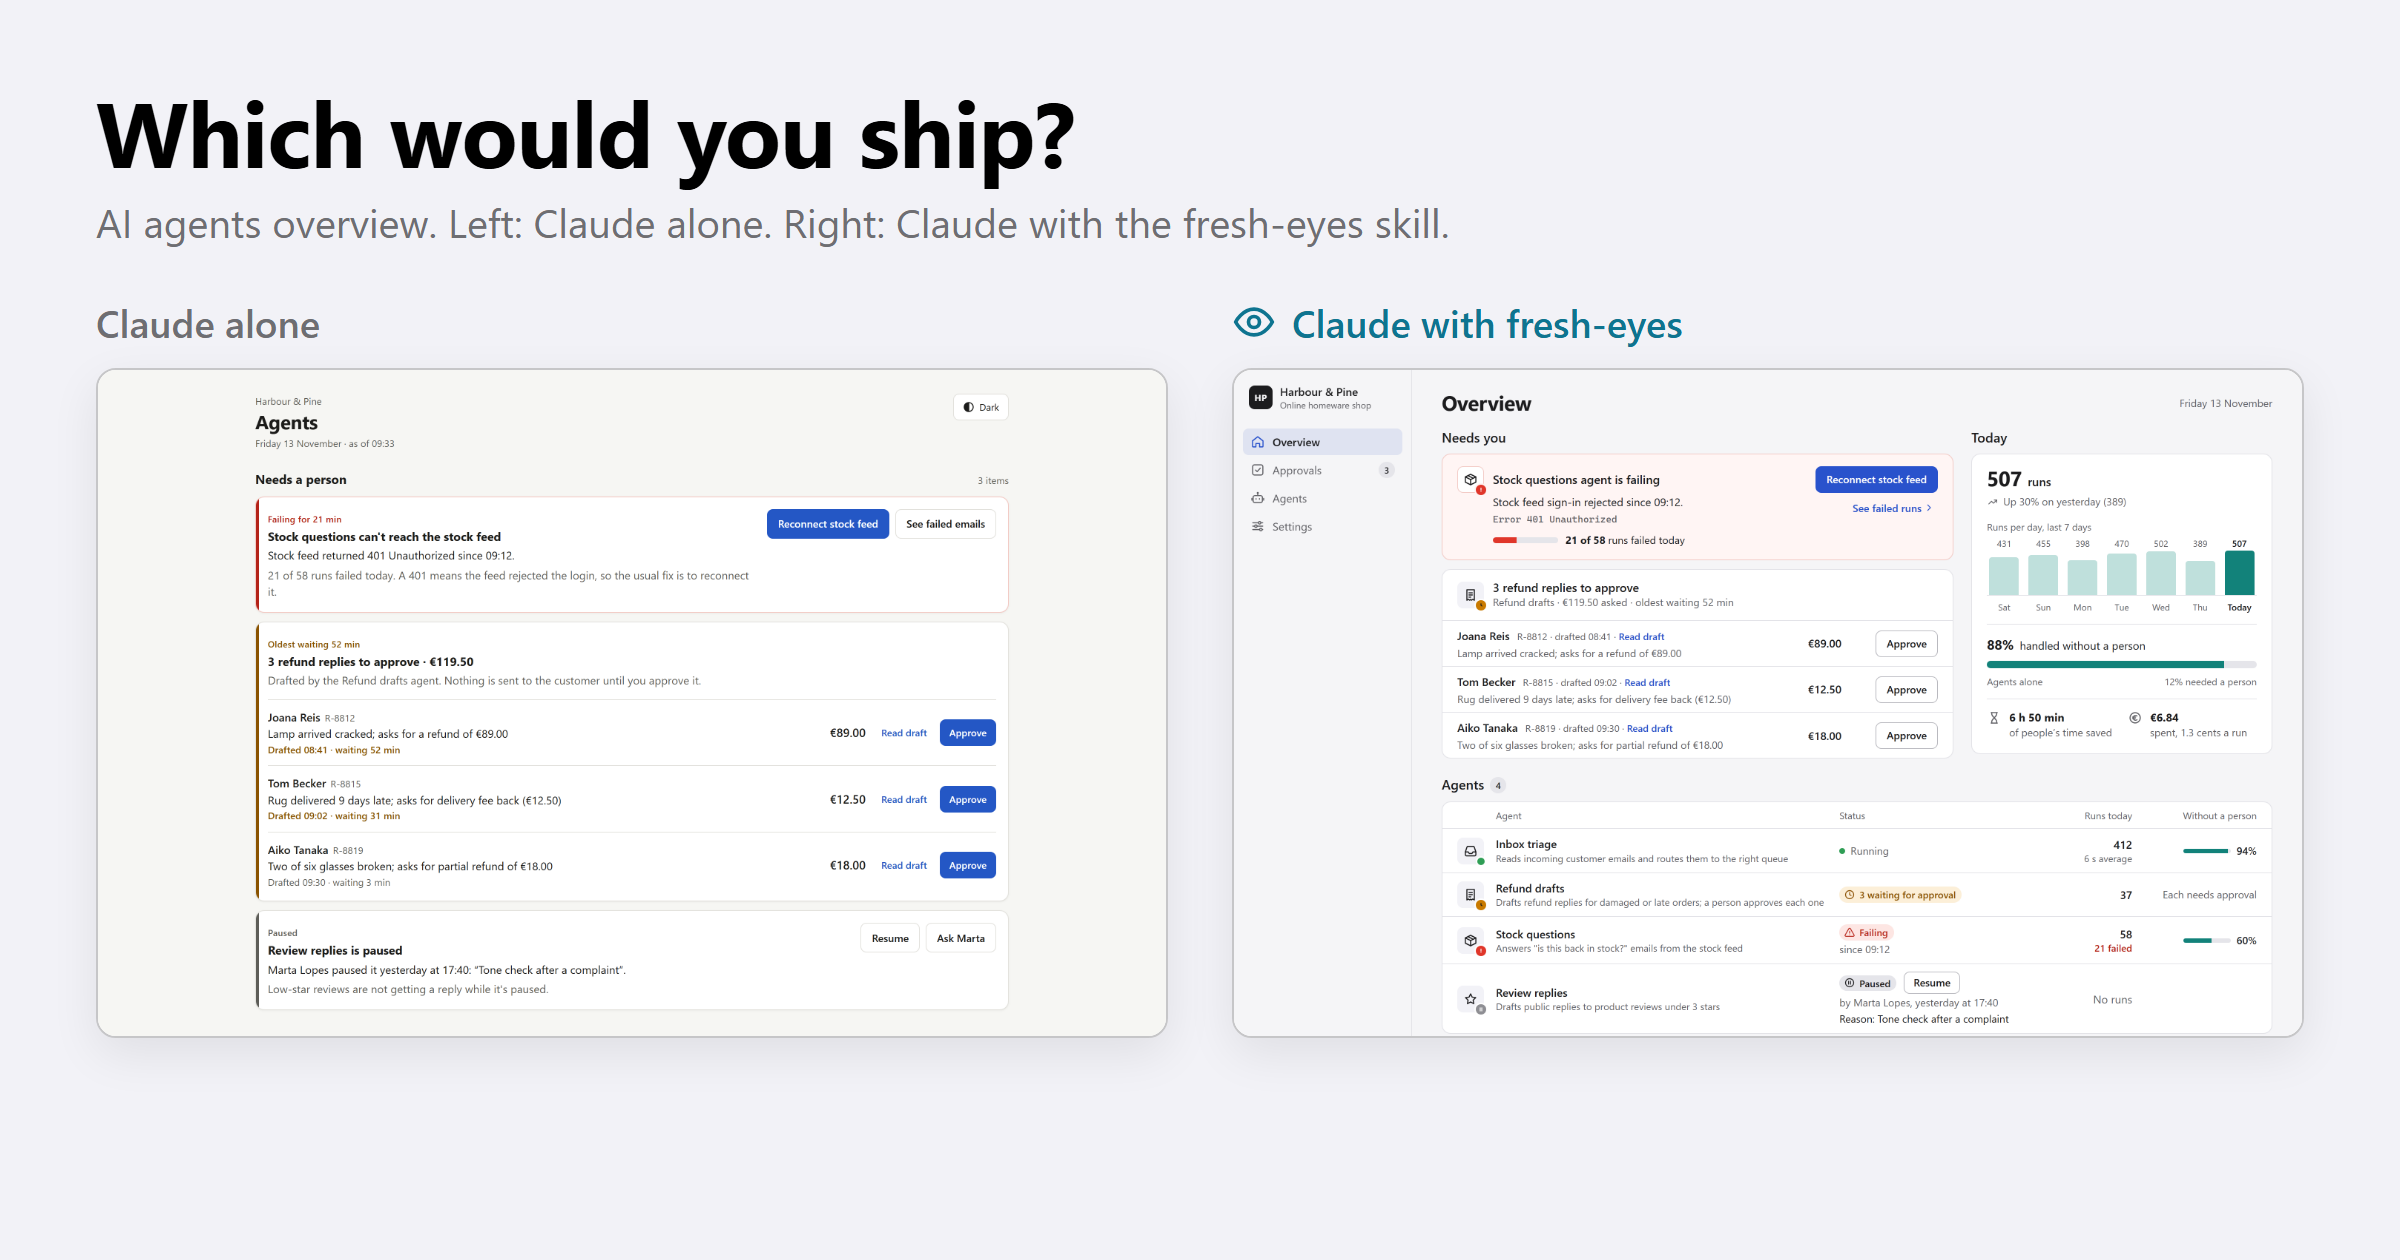 Which would you ship?
AI agents overview. Left: Claude alone. Right: Claude with the fresh-eyes skill.
Claude alone
Harbour & Pine
Agents
Friday 13 November · as of 09:33
Dark
Needs a person
3 items
Failing for 21 min
Stock questions can't reach the stock feed
Stock feed returned 401 Unauthorized since 09:12.
21 of 58 runs failed today. A 401 means the feed rejected the login, so the usual fix is to reconnect
it.
Reconnect stock feed
See failed emails
Oldest waiting 52 min
3 refund replies to approve · €119.50
Drafted by the Refund drafts agent. Nothing is sent to the customer until you approve it.
Joana Reis R-8812
Lamp arrived cracked; asks for a refund of €89.00
Drafted 08:41 · waiting 52 min
€89.00 Read draft Approve
Tom Becker R-8815
Rug delivered 9 days late; asks for delivery fee back (€12.50)
Drafted 09:02 · waiting 31 min
€12.50 Read draft Approve
Aiko Tanaka R-8819
Two of six glasses broken; asks for partial refund of €18.00
Drafted 09:30 · waiting 3 min
€18.00 Read draft Approve
Paused
Review replies is paused
Marta Lopes paused it yesterday at 17:40: "Tone check after a complaint".
Low-star reviews are not getting a reply while it's paused.
Resume
Ask Marta
Claude with fresh-eyes
HP
Harbour & Pine
Online homeware shop
Overview
Approvals 3
Agents
Settings
Overview
Friday 13 November
Needs you
Stock questions agent is failing
Stock feed sign-in rejected since 09:12.
Error 401 Unauthorized
21 of 58 runs failed today
Reconnect stock feed
See failed runs
3 refund replies to approve
Refund drafts · €119.50 asked · oldest waiting 52 min
Joana Reis R-8812 · drafted 08:41 · Read draft
Lamp arrived cracked; asks for a refund of €89.00
€89.00 Approve
Tom Becker R-8815 · drafted 09:02 · Read draft
Rug delivered 9 days late; asks for delivery fee back (€12.50)
€12.50 Approve
Aiko Tanaka R-8819 · drafted 09:30 · Read draft
Two of six glasses broken; asks for partial refund of €18.00
€18.00 Approve
Today
507 runs
Up 30% on yesterday (389)
Runs per day, last 7 days
431 455 398 470 502 389 507
Sat Sun Mon Tue Wed Thu Today
88% handled without a person
Agents alone 12% needed a person
6 h 50 min
of people's time saved
€6.84
spent, 1.3 cents a run
Agents 4
Agent Status Runs today Without a person
Inbox triage
Reads incoming customer emails and routes them to the right queue
Running
412
6 s average
94%
Refund drafts
Drafts refund replies for damaged or late orders; a person approves each one
3 waiting for approval
37
Each needs approval
Stock questions
Answers "is this back in stock?" emails from the stock feed
Failing
since 09:12
58
21 failed
60%
Review replies
Drafts public replies to product reviews under 3 stars
Paused Resume
by Marta Lopes, yesterday at 17:40
Reason: Tone check after a complaint
No runs